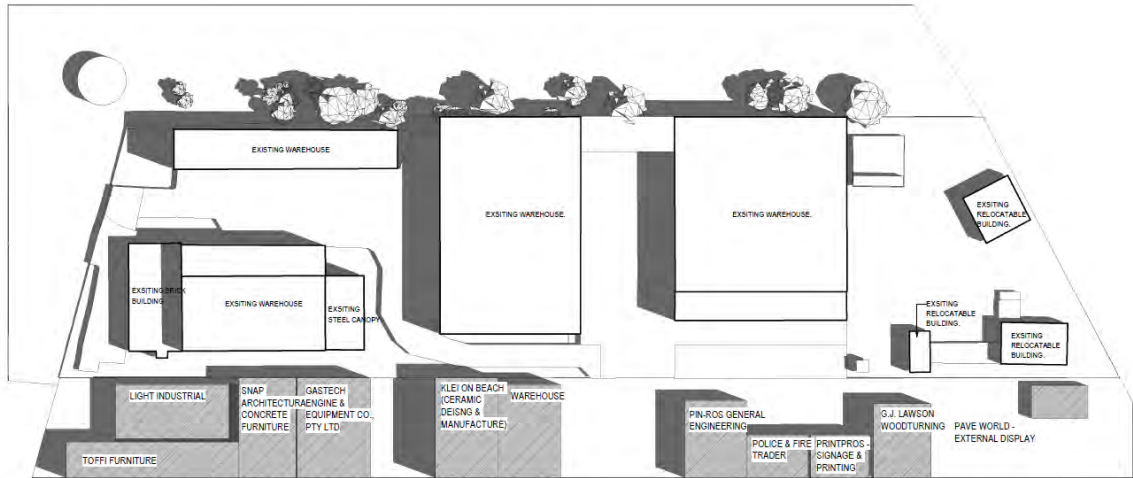 EXISTING WAREHOUSE
EXSITING WAREHOUSE.
EXSITING WAREHOUSE.
EXSITING
RELOCATABLE
BUILDING.
EXSITING BRICK
BUILDING
EXSITING WAREHOUSE
EXSITING
STEEL CANOPY
EXSITING
RELOCATABLE
BUILDING.
EXSITING
RELOCATABLE
BUILDING.
LIGHT INDUSTRIAL
TOFFI FURNITURE
SNAP
ARCHITECTURAL
CONCRETE
FURNITURE
GASTECH
ENGINE &
EQUIPMENT CO.,
PTY LTD
KLEI ON BEACH
(CERAMIC
DEISNG &
MANUFACTURE)
WAREHOUSE
PIN-ROS GENERAL
ENGINEERING
POLICE & FIRE
TRADER
PRINTPROS -
SIGNAGE &
PRINTING
G.J. LAWSON
WOODTURNING
PAVE WORLD -
EXTERNAL DISPLAY